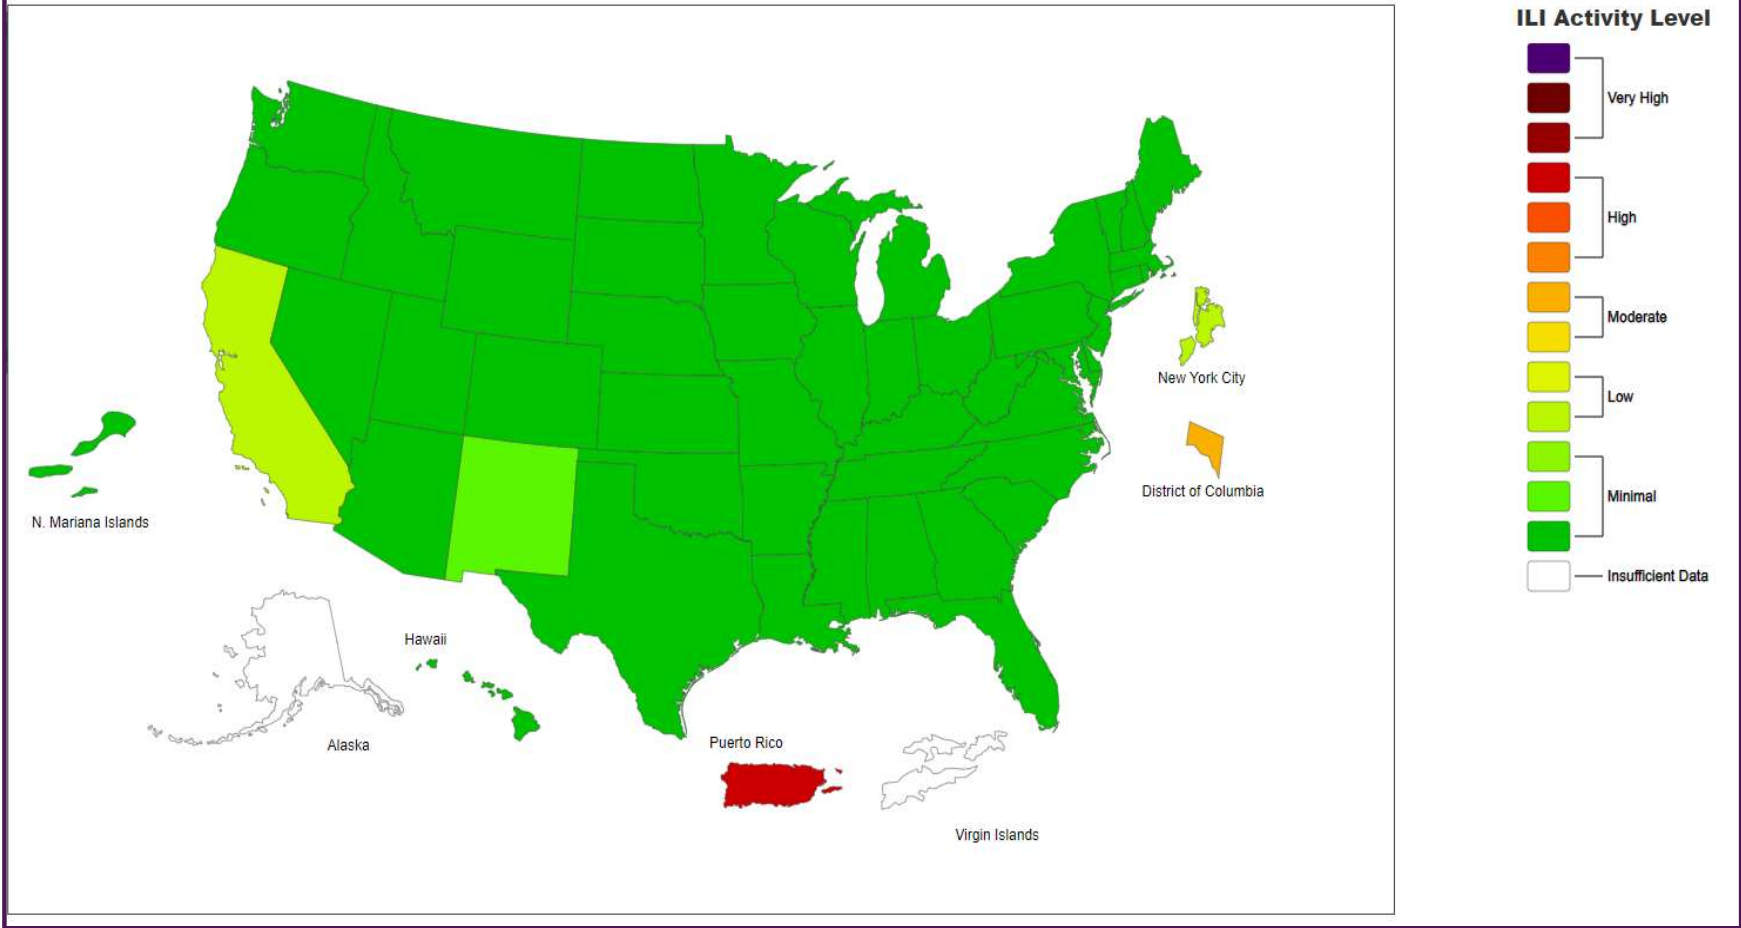 ILI Activity Level
Very High
High
Moderate
Low
Minimal
Insufficient Data
New York City
District of Columbia
N. Mariana Islands
Hawaii
Alaska
Puerto Rico
Virgin Islands